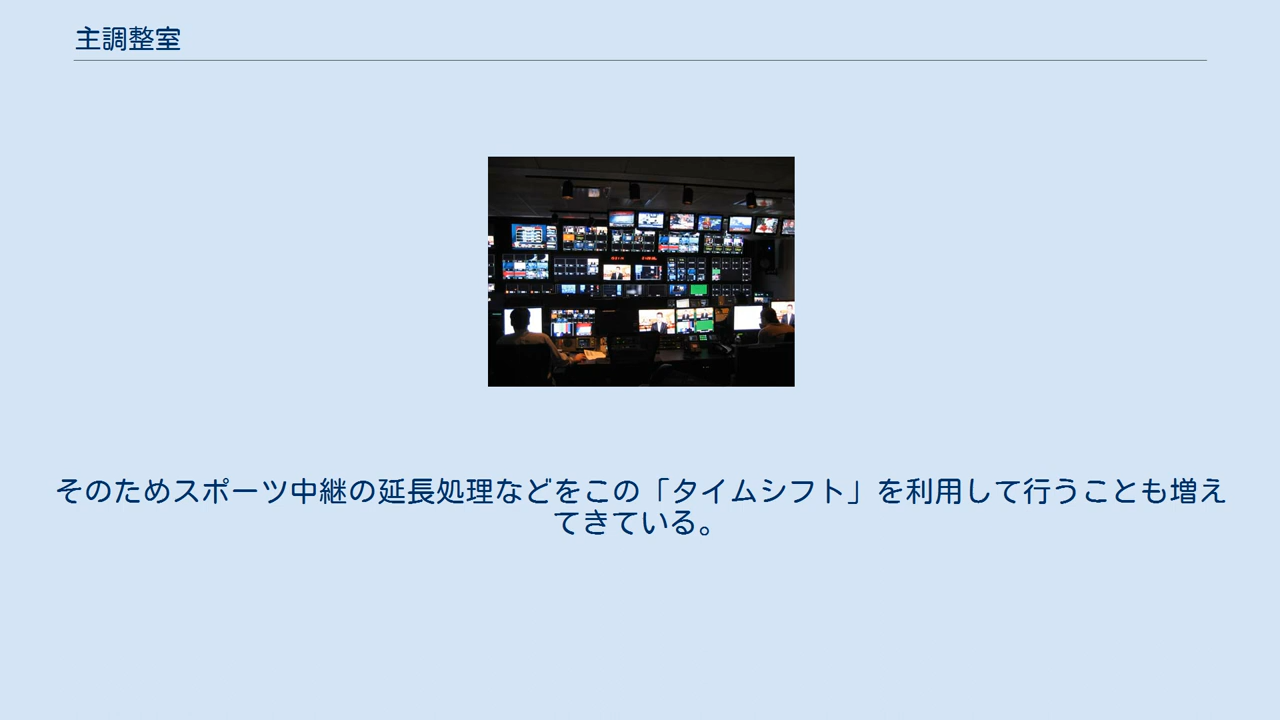 主調整室
そのためスポーツ中継の延長処理などをこの「タイムシフト」を利用して行うことも増え
てきている。